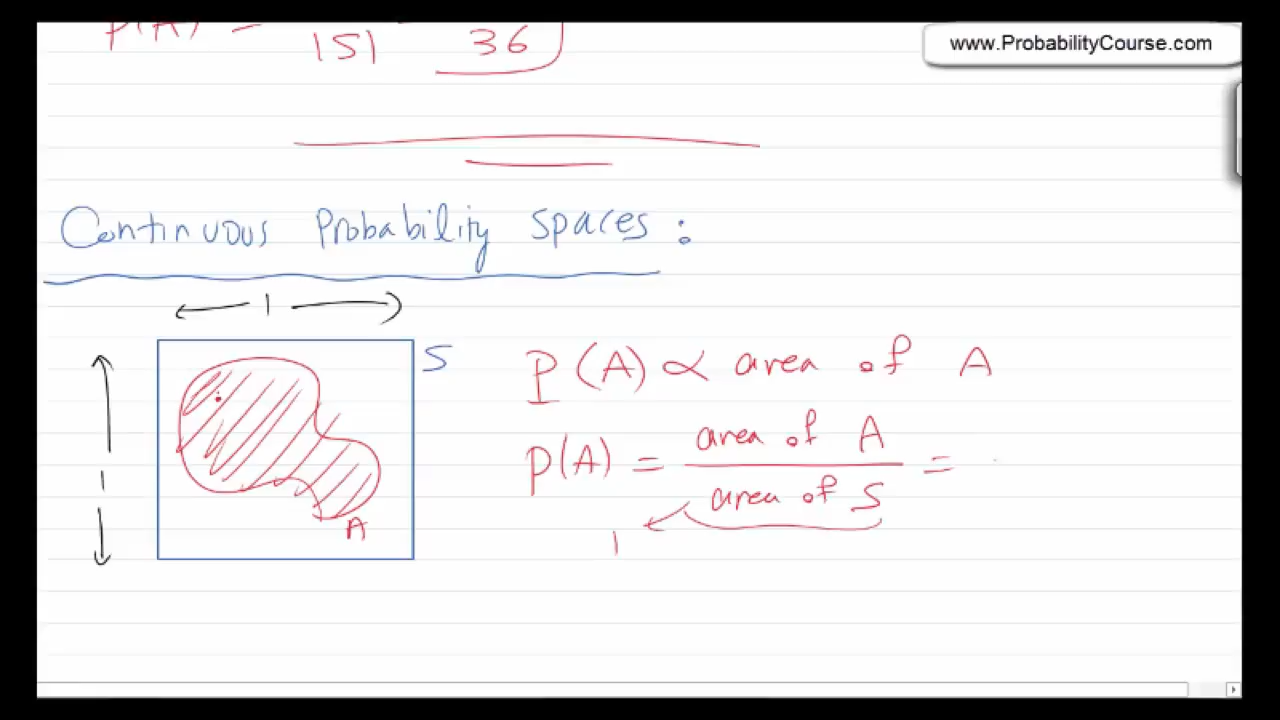 www.ProbabilityCourse.com
P(A) =
|S| 36
Continuous Probability Spaces :
1
S
1
A
P(A) ∝ area of A
P(A) = area of A / area of S =
1